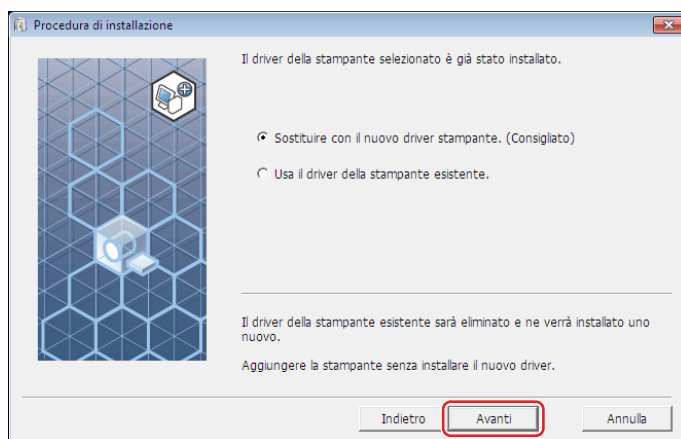 Procedura di installazione
Il driver della stampante selezionato è già stato installato.
Sostituire con il nuovo driver stampante. (Consigliato)
Usa il driver della stampante esistente.
Il driver della stampante esistente sarà eliminato e ne verrà installato uno
nuovo.
Aggiungere la stampante senza installare il nuovo driver.
Indietro
Avanti
Annulla